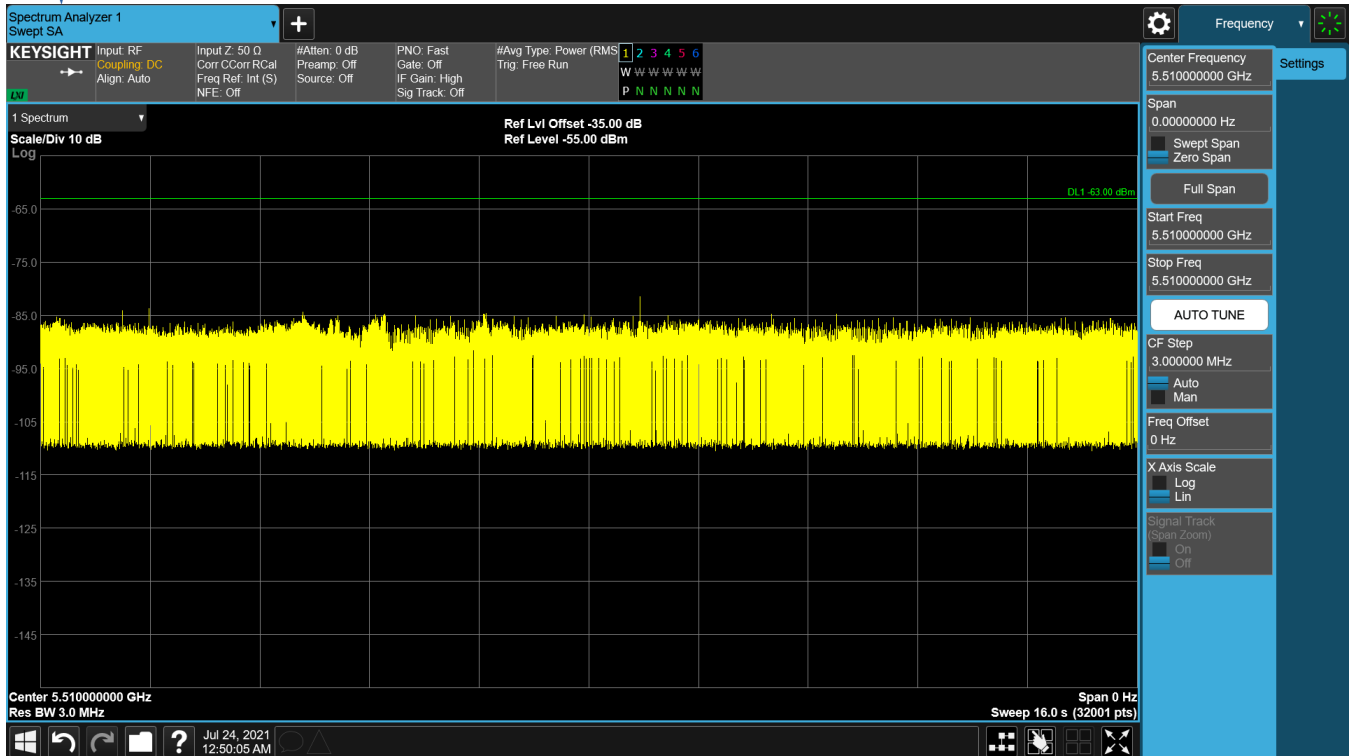 Spectrum Analyzer 1
Swept SA
Frequency
KEYSIGHT
Input: RF
Coupling: DC
Align: Auto
Input Z: 50 Ω
Corr CCorr RCal
Freq Ref: Int (S)
NFE: Off
#Atten: 0 dB
Preamp: Off
Source: Off
PNO: Fast
Gate: Off
IF Gain: High
Sig Track: Off
#Avg Type: Power (RMS
Trig: Free Run
1 2 3 4 5 6
W W W W W W
P N N N N N
LXI
1 Spectrum
Scale/Div 10 dB
Log
Ref Lvl Offset -35.00 dB
Ref Level -55.00 dBm
DL1 -63.00 dBm
-65.0
-75.0
-85.0
-95.0
-105
-115
-125
-135
-145
Center 5.510000000 GHz
Res BW 3.0 MHz
Span 0 Hz
Sweep 16.0 s (32001 pts)
Center Frequency
5.510000000 GHz
Span
0.00000000 Hz
Swept Span
Zero Span
Full Span
Start Freq
5.510000000 GHz
Stop Freq
5.510000000 GHz
AUTO TUNE
CF Step
3.000000 MHz
Auto
Man
Freq Offset
0 Hz
X Axis Scale
Log
Lin
Signal Track
(Span Zoom)
On
Off
Settings
?
Jul 24, 2021
12:50:05 AM